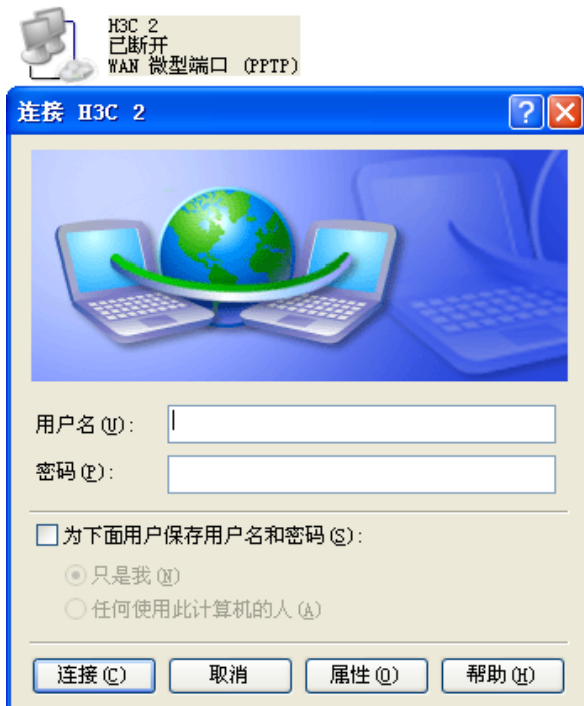 H3C 2
已断开
WAN 微型端口 (PPTP)
连接 H3C 2
用户名(U):
密码(P):
为下面用户保存用户名和密码(S):
只是我(N)
任何使用此计算机的人(A)
连接(C) 取消 属性(O) 帮助(H)